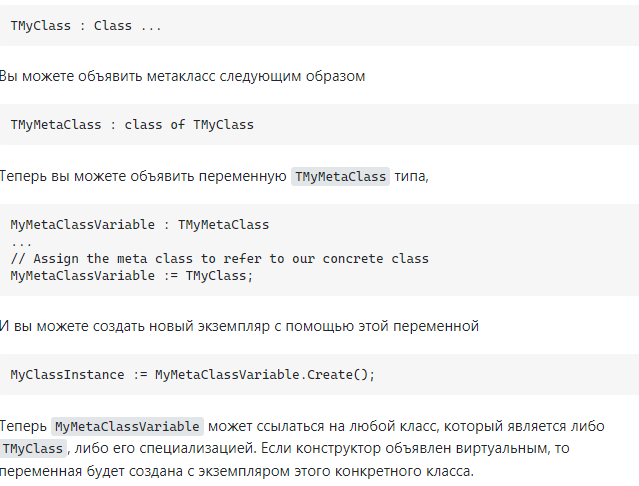 TMyClass : Class ...
Вы можете объявить метакласс следующим образом
TMyMetaClass : class of TMyClass
Теперь вы можете объявить переменную TMyMetaClass типа,
MyMetaClassVariable : TMyMetaClass
...
// Assign the meta class to refer to our concrete class
MyMetaClassVariable := TMyClass;
И вы можете создать новый экземпляр с помощью этой переменной
MyClassInstance := MyMetaClassVariable.Create();
Теперь MyMetaClassVariable может ссылаться на любой класс, который является либо
TMyClass, либо его специализацией. Если конструктор объявлен виртуальным, то
переменная будет создана с экземпляром этого конкретного класса.